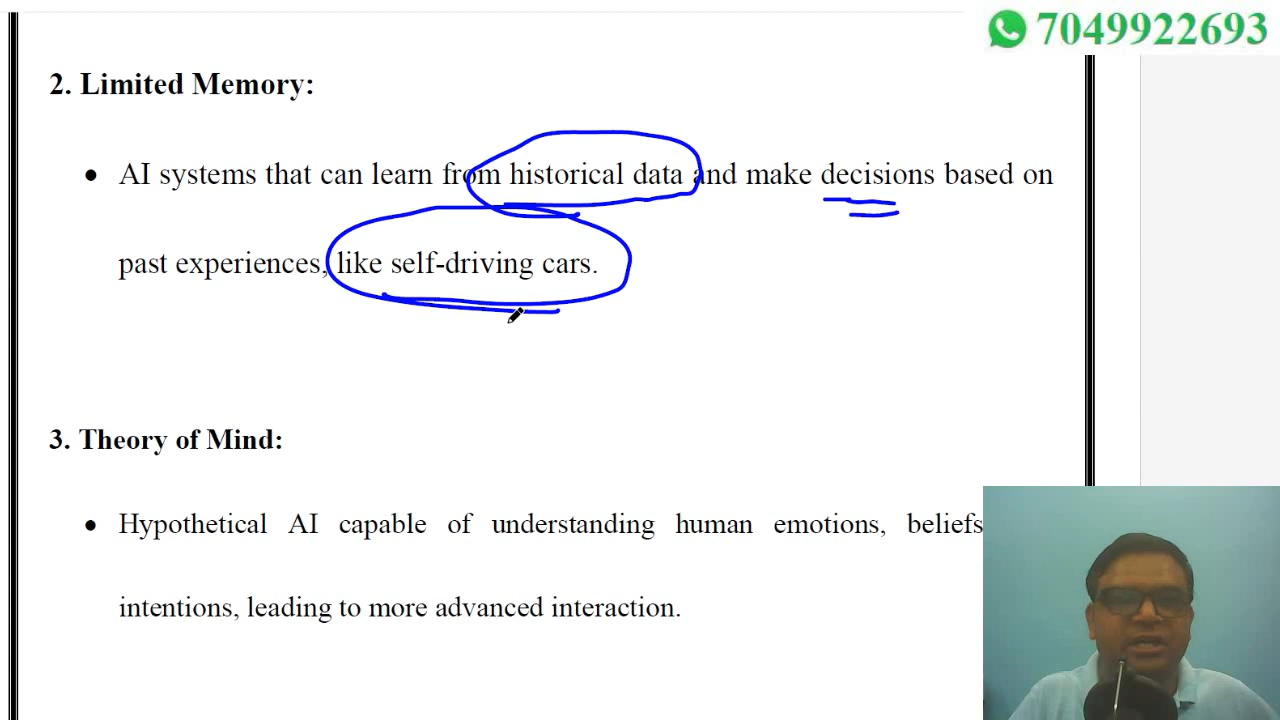 7049922693
2. Limited Memory:
• AI systems that can learn from historical data and make decisions based on
past experiences, like self-driving cars.
3. Theory of Mind:
• Hypothetical AI capable of understanding human emotions, beliefs
intentions, leading to more advanced interaction.